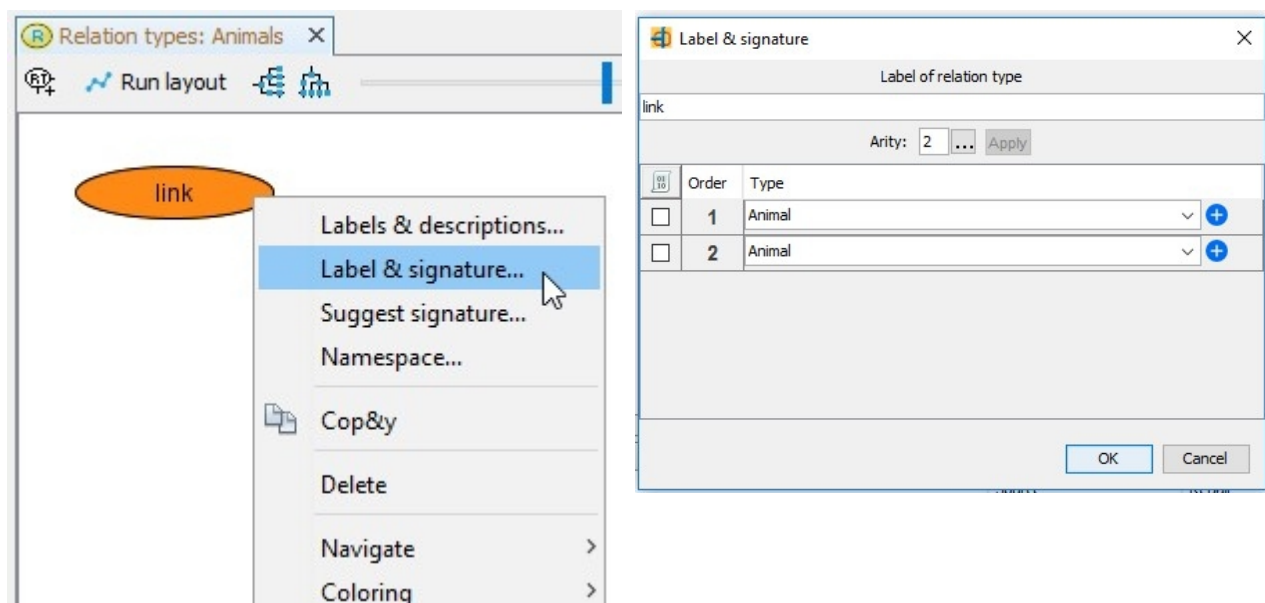 R Relation types: Animals
RT+ Run layout
link
Labels & descriptions...
Label & signature...
Suggest signature...
Namespace...
Cop&y
Delete
Navigate
Coloring
Label & signature
Label of relation type
link
Arity: 2 ... Apply
Order Type
1 Animal
2 Animal
OK Cancel